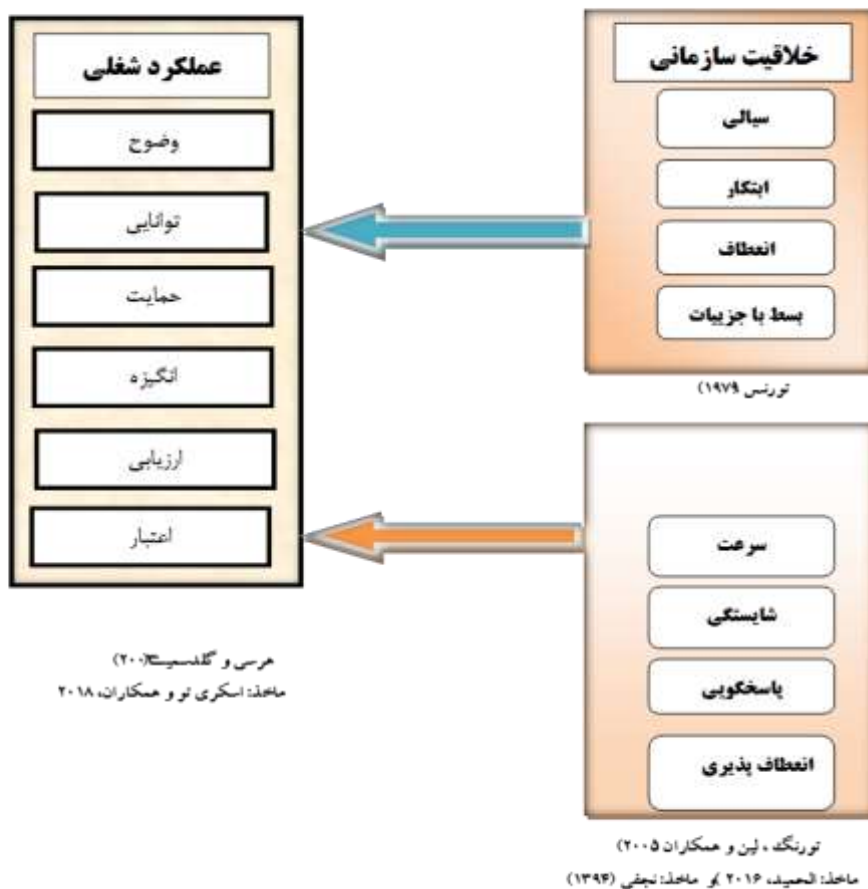 خلاقیت سازمانی
سیالی
ابتکار
انعطاف
بسط با جزییات
تورنس ۱۹۷۹)
سرعت
شایستگی
پاسخگویی
انعطاف پذیری
تورنگ ، لین و همکاران ۲۰۰۵)
ماخذ: الحمید، ۲۰۱۶ )و ماخذ: نجفی (۱۳۹۴)
عملکرد شغلی
وضوح
توانایی
حمایت
انگیزه
ارزیابی
اعتبار
هرسی و
ماخذ: اسکری تو و همکاران، ۲۰۱۸